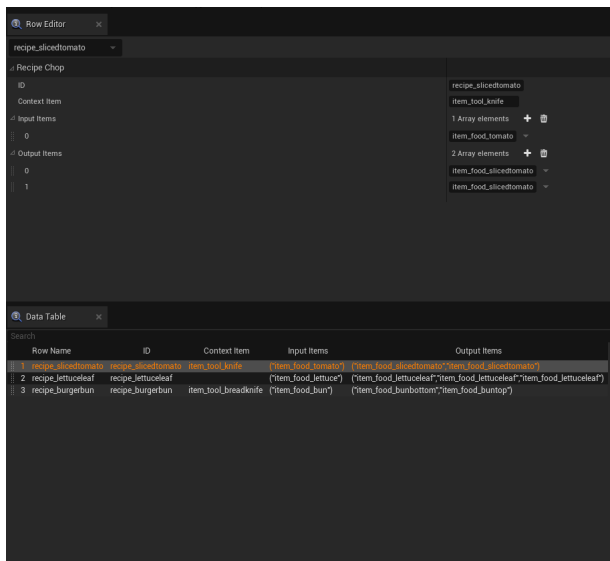 Row Editor
recipe_slicedtomato
Recipe Chop
ID recipe_slicedtomato
Context Item item_tool_knife
Input Items 1 Array elements
0 item_food_tomato
Output Items 2 Array elements
0 item_food_slicedtomato
1 item_food_slicedtomato
Data Table
Search
Row Name ID Context Item Input Items Output Items
1 recipe_slicedtomato recipe_slicedtomato item_tool_knife ("item_food_tomato") ("item_food_slicedtomato","item_food_slicedtomato")
2 recipe_lettuceleaf recipe_lettuceleaf ("item_food_lettuce") ("item_food_lettuceleaf","item_food_lettuceleaf","item_food_lettuceleaf")
3 recipe_burgerbun recipe_burgerbun item_tool_breadknife ("item_food_bun") ("item_food_bunbottom","item_food_buntop")